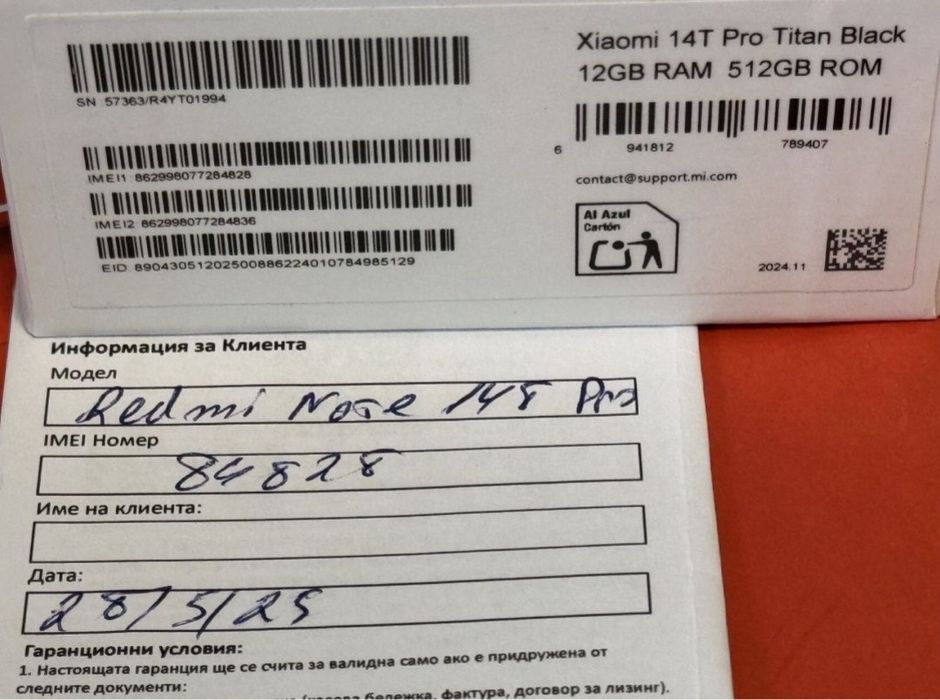 SN 57363/R4YT01994
IMEI1 862998077284828
IMEI2 862998077284836
EID 89043051202500886224010784985129
Xiaomi 14T Pro Titan Black
12GB RAM 512GB ROM
6 941812 789407
contact@support.mi.com
Al Azul
Cartón
2024.11
Информация за Клиента
Модел
Redmi Note 14T Pro
IMEI Номер
84828
Име на клиента:
Дата:
28/5/25
Гаранционни условия:
1. Настоящата гаранция ще се счита за валидна само ако е придружена от
следните документи:
бележка, фактура, договор за лизинг).